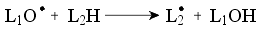 L₁O• + L₂H ⟶ L₂• + L₁OH